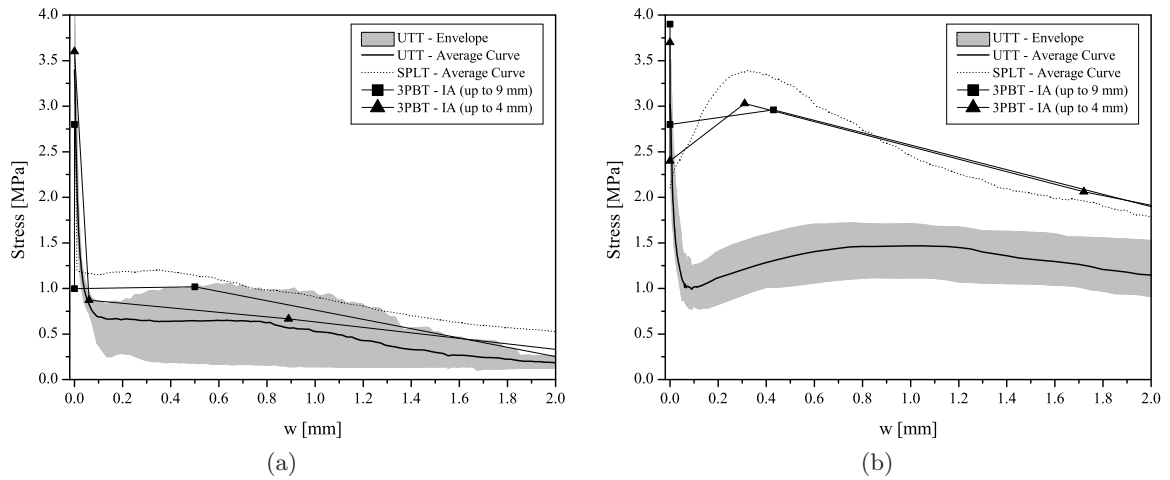 4.0
3.5
3.0
2.5
2.0
1.5
1.0
0.5
0.0
Stress [MPa]
UTT - Envelope
UTT - Average Curve
SPLT - Average Curve
3PBT - IA (up to 9 mm)
3PBT - IA (up to 4 mm)
0.0 0.2 0.4 0.6 0.8 1.0 1.2 1.4 1.6 1.8 2.0
w [mm]
(a)
4.0
3.5
3.0
2.5
2.0
1.5
1.0
0.5
0.0
Stress [MPa]
UTT - Envelope
UTT - Average Curve
SPLT - Average Curve
3PBT - IA (up to 9 mm)
3PBT - IA (up to 4 mm)
0.0 0.2 0.4 0.6 0.8 1.0 1.2 1.4 1.6 1.8 2.0
w [mm]
(b)